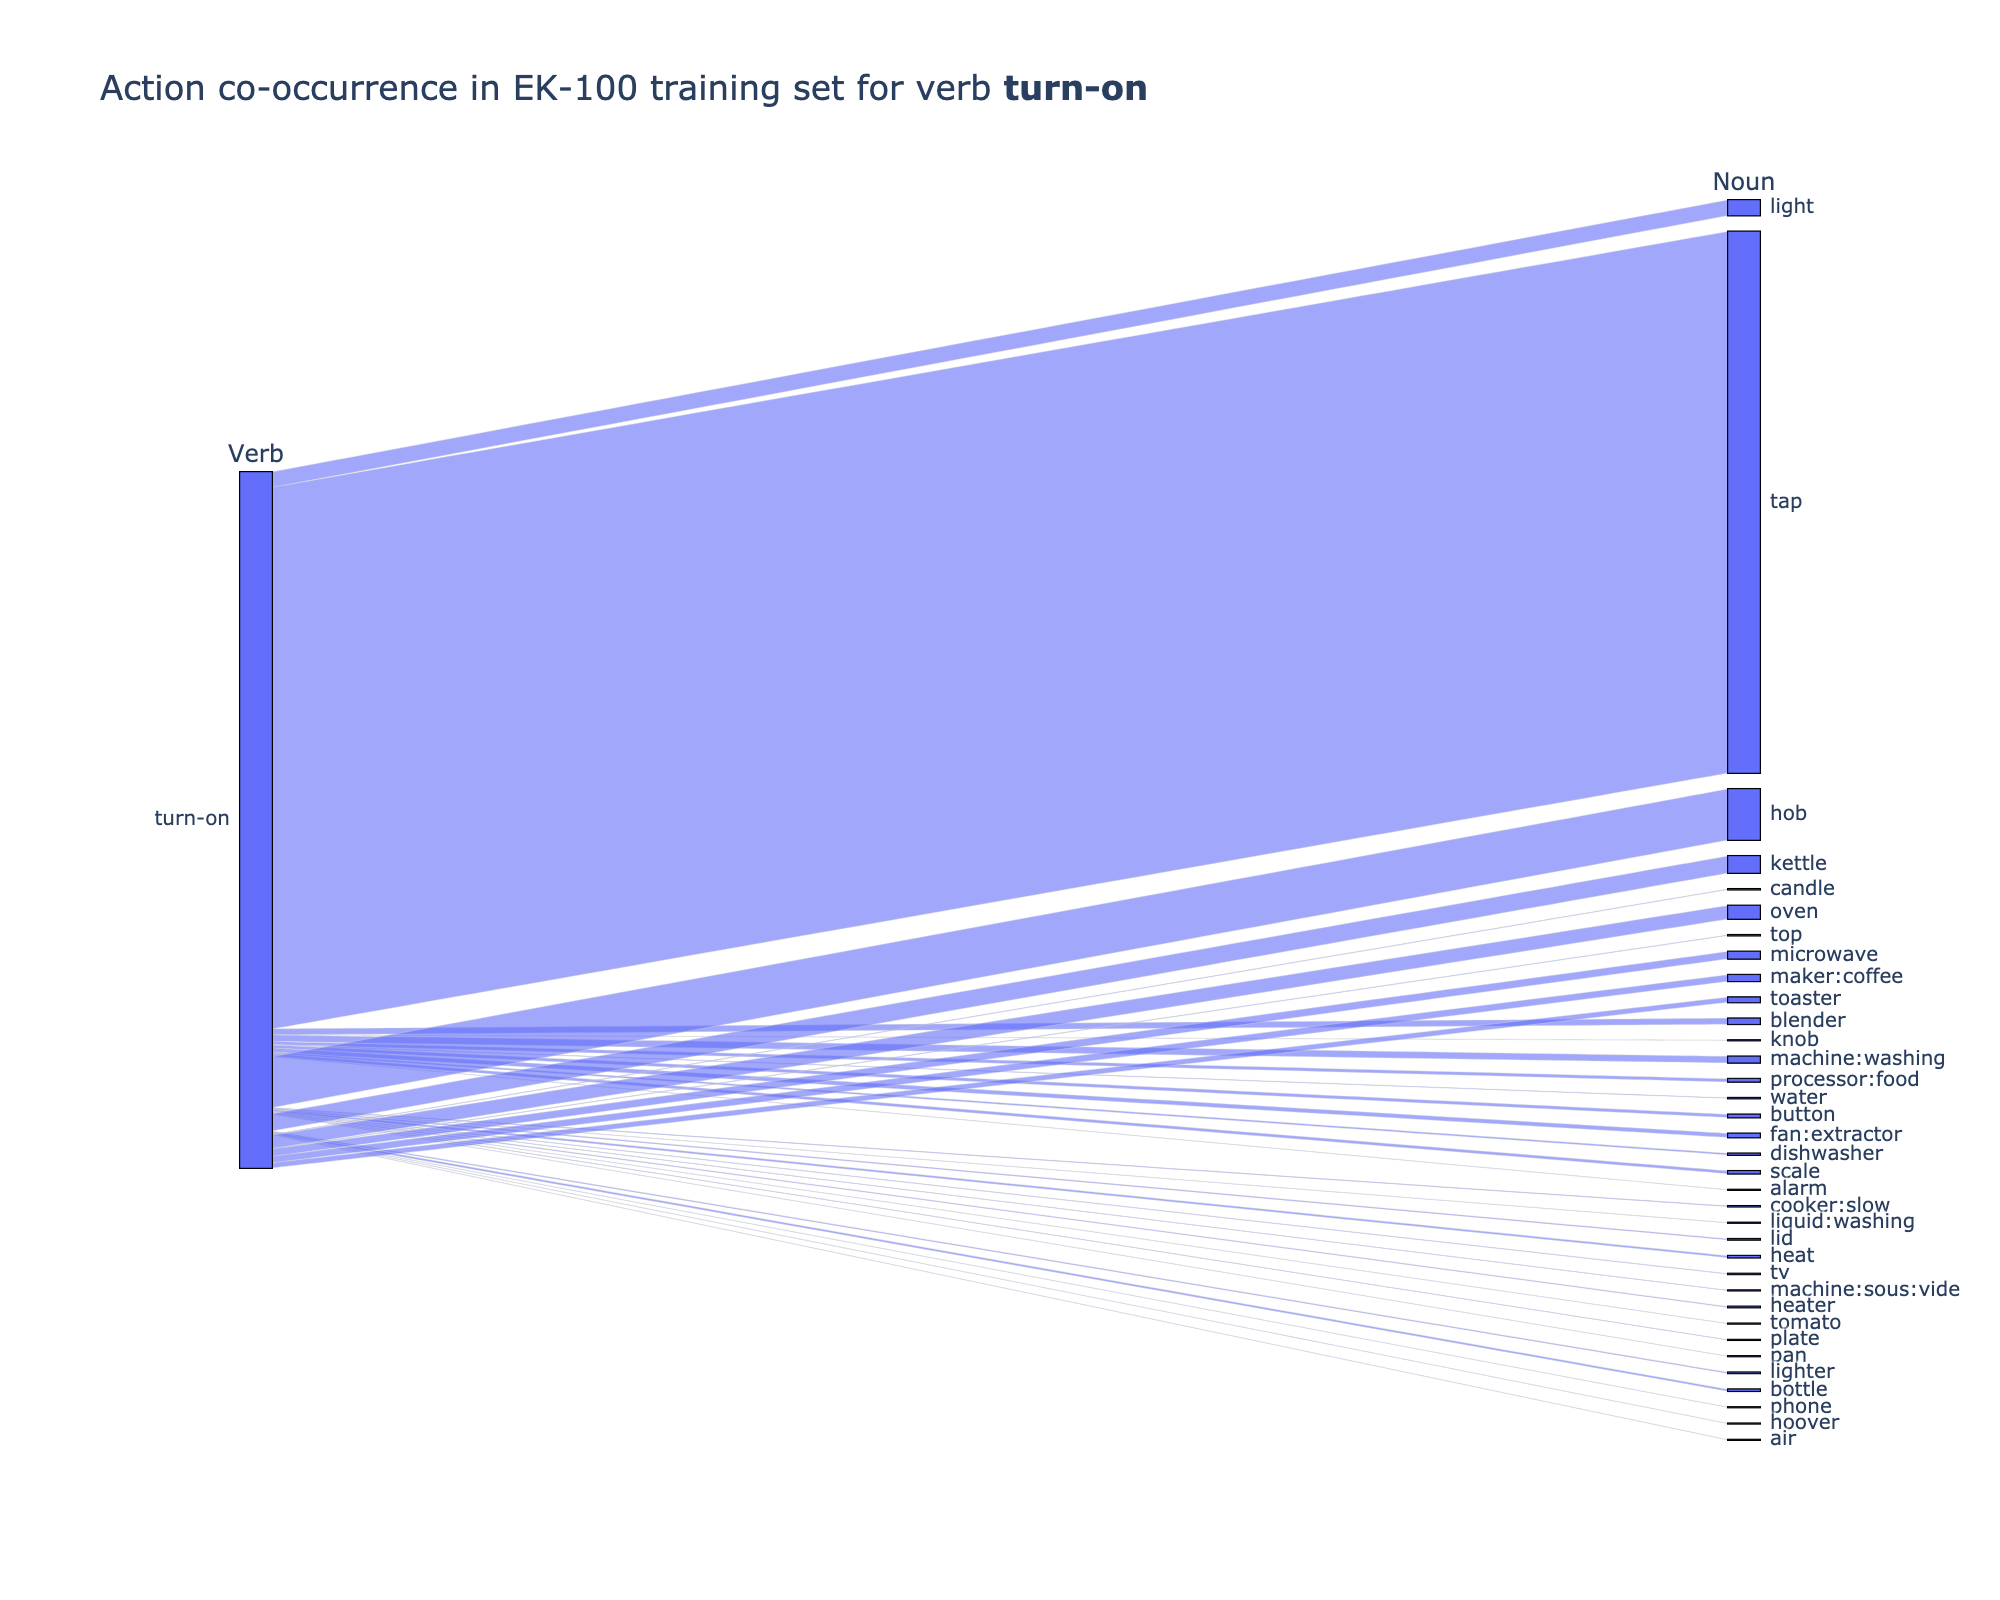 Action co-occurrence in EK-100 training set for verb turn-on
Verb
turn-on
Noun
light
tap
hob
kettle
candle
oven
top
microwave
maker:coffee
toaster
blender
knob
machine:washing
processor:food
water
button
fan:extractor
dishwasher
scale
alarm
cooker:slow
liquid:washing
lid
heat
tv
machine:sous:vide
heater
tomato
plate
pan
lighter
bottle
phone
hoover
air